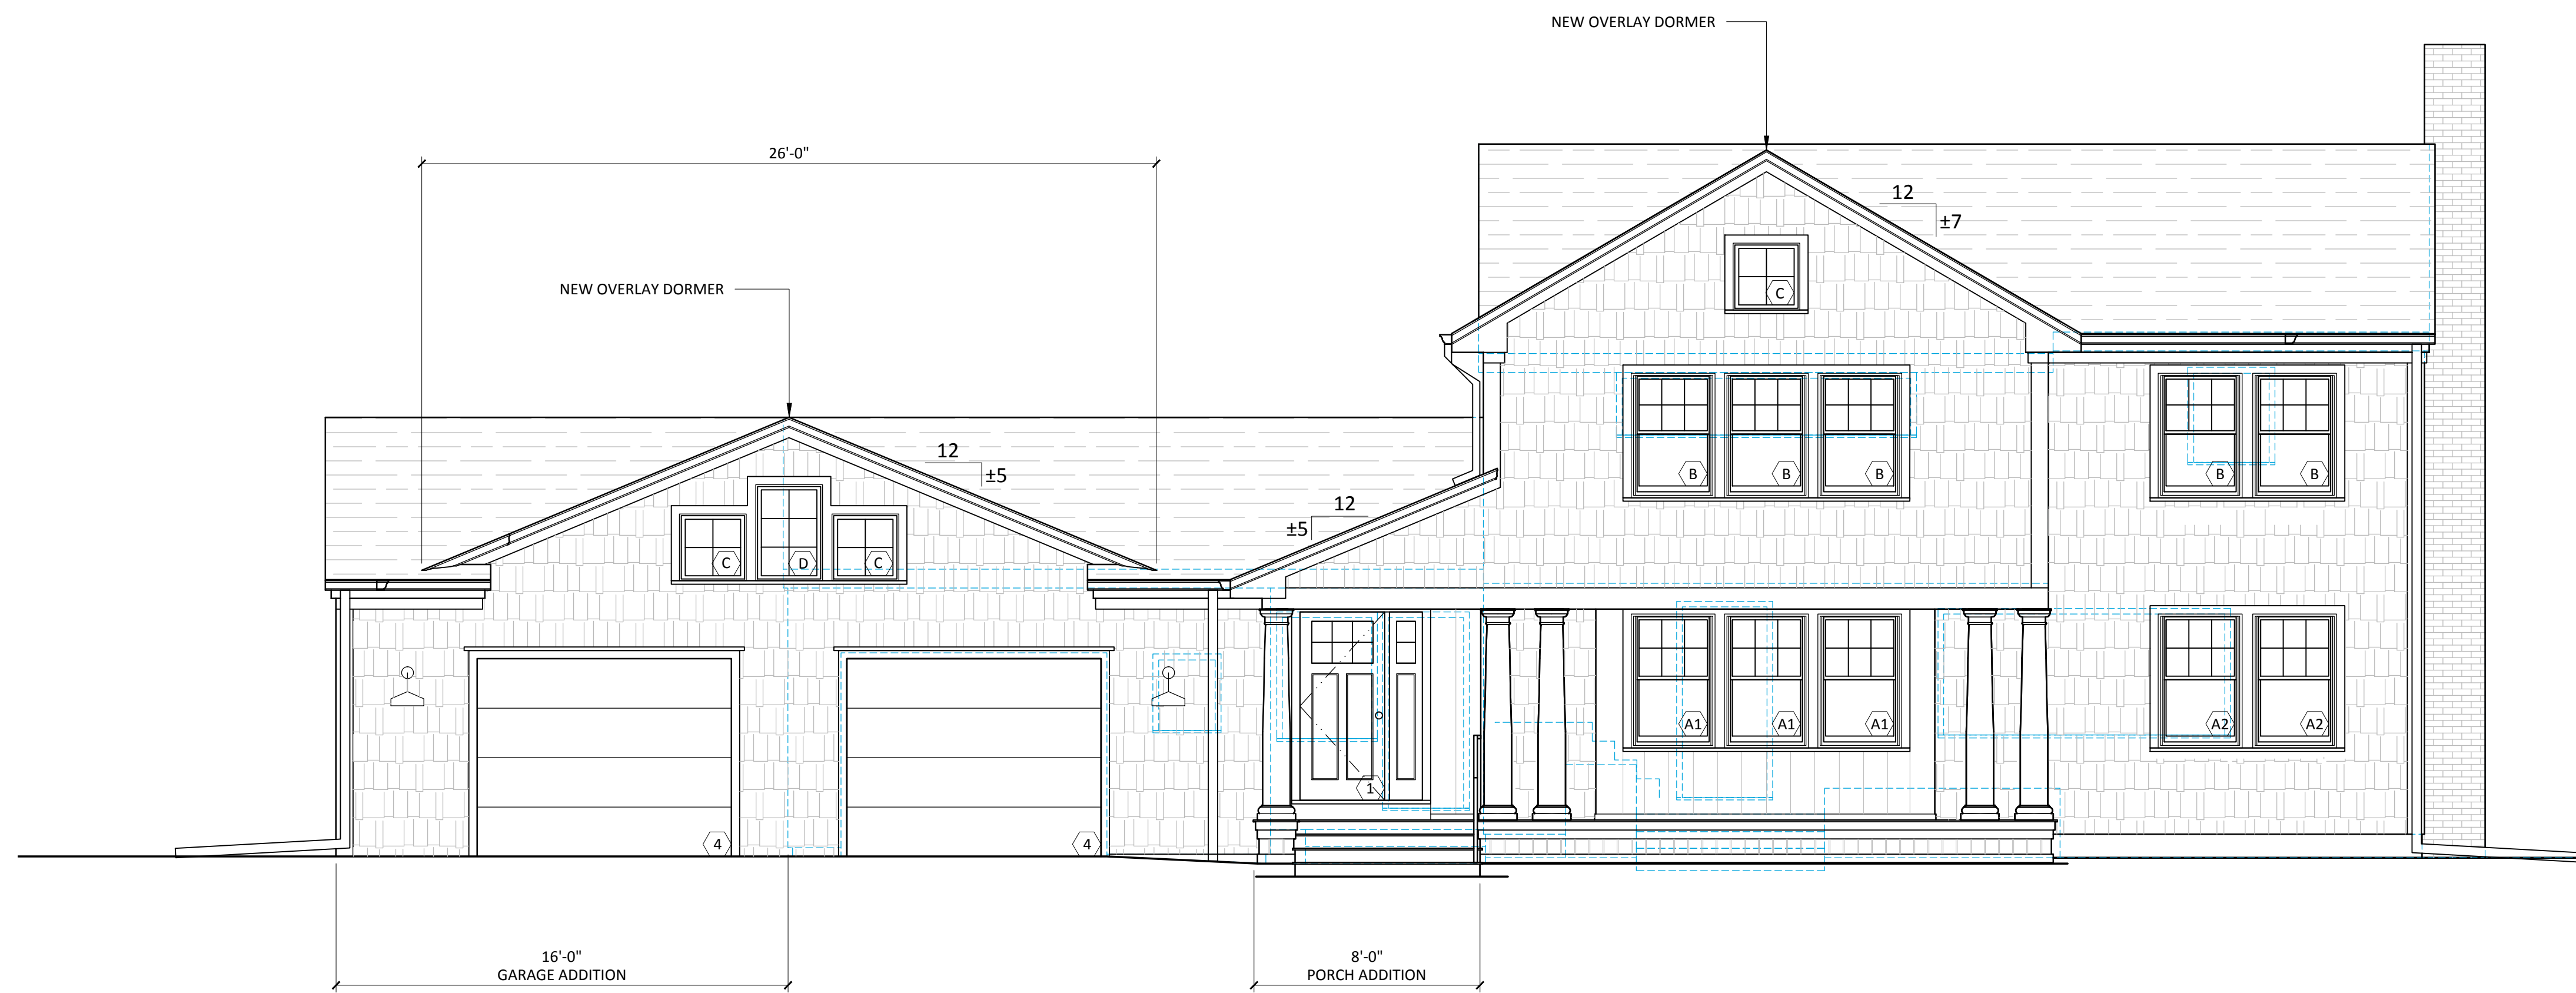 NEW OVERLAY DORMER
26'-0"
12
±7
C
NEW OVERLAY DORMER
12
±5
B B B B B
12
±5
C D C
A1 A1 A1 A2 A2
1
4 4
16'-0"
GARAGE ADDITION
8'-0"
PORCH ADDITION